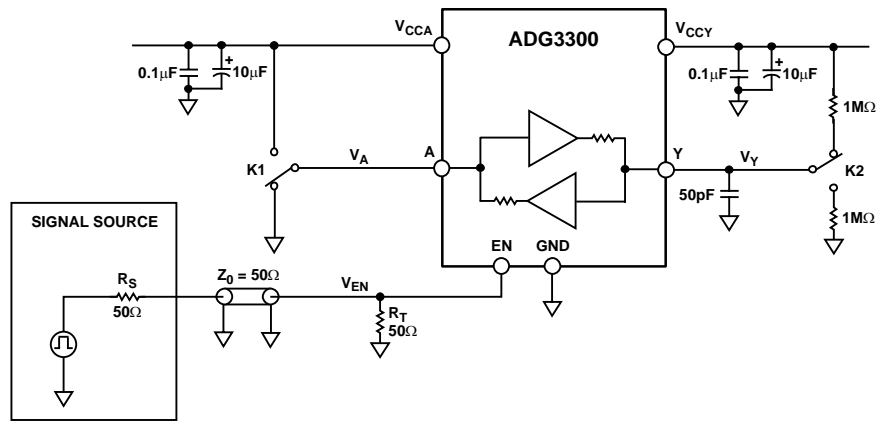 V_CCA
ADG3300
V_CCY
0.1μF
10μF
0.1μF
10μF
1MΩ
K1
V_A
A
Y
V_Y
K2
50pF
1MΩ
SIGNAL SOURCE
EN
GND
R_S
50Ω
Z_0 = 50Ω
V_EN
R_T
50Ω